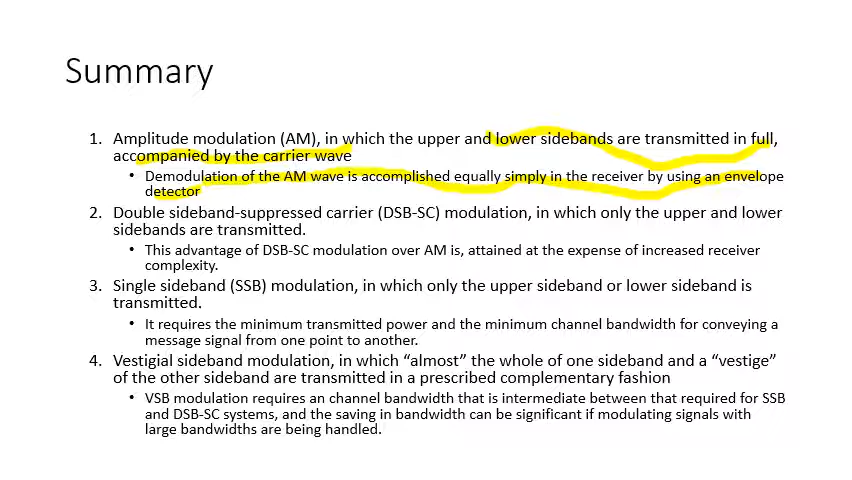 Summary
1. Amplitude modulation (AM), in which the upper and lower sidebands are transmitted in full,
accompanied by the carrier wave
• Demodulation of the AM wave is accomplished equally simply in the receiver by using an envelope
detector
2. Double sideband-suppressed carrier (DSB-SC) modulation, in which only the upper and lower
sidebands are transmitted.
• This advantage of DSB-SC modulation over AM is, attained at the expense of increased receiver
complexity.
3. Single sideband (SSB) modulation, in which only the upper sideband or lower sideband is
transmitted.
• It requires the minimum transmitted power and the minimum channel bandwidth for conveying a
message signal from one point to another.
4. Vestigial sideband modulation, in which “almost” the whole of one sideband and a “vestige”
of the other sideband are transmitted in a prescribed complementary fashion
• VSB modulation requires an channel bandwidth that is intermediate between that required for SSB
and DSB-SC systems, and the saving in bandwidth can be significant if modulating signals with
large bandwidths are being handled.